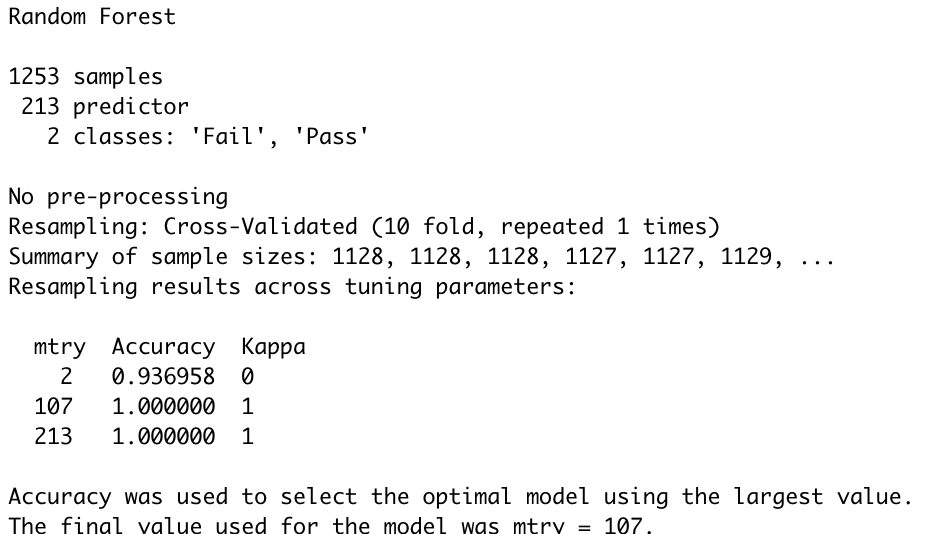 Random Forest
1253 samples
213 predictor
2 classes: 'Fail', 'Pass'
No pre-processing
Resampling: Cross-Validated (10 fold, repeated 1 times)
Summary of sample sizes: 1128, 1128, 1128, 1127, 1127, 1129, ...
Resampling results across tuning parameters:
mtry Accuracy Kappa
2 0.936958 0
107 1.000000 1
213 1.000000 1
Accuracy was used to select the optimal model using the largest value.
The final value used for the model was mtry = 107.